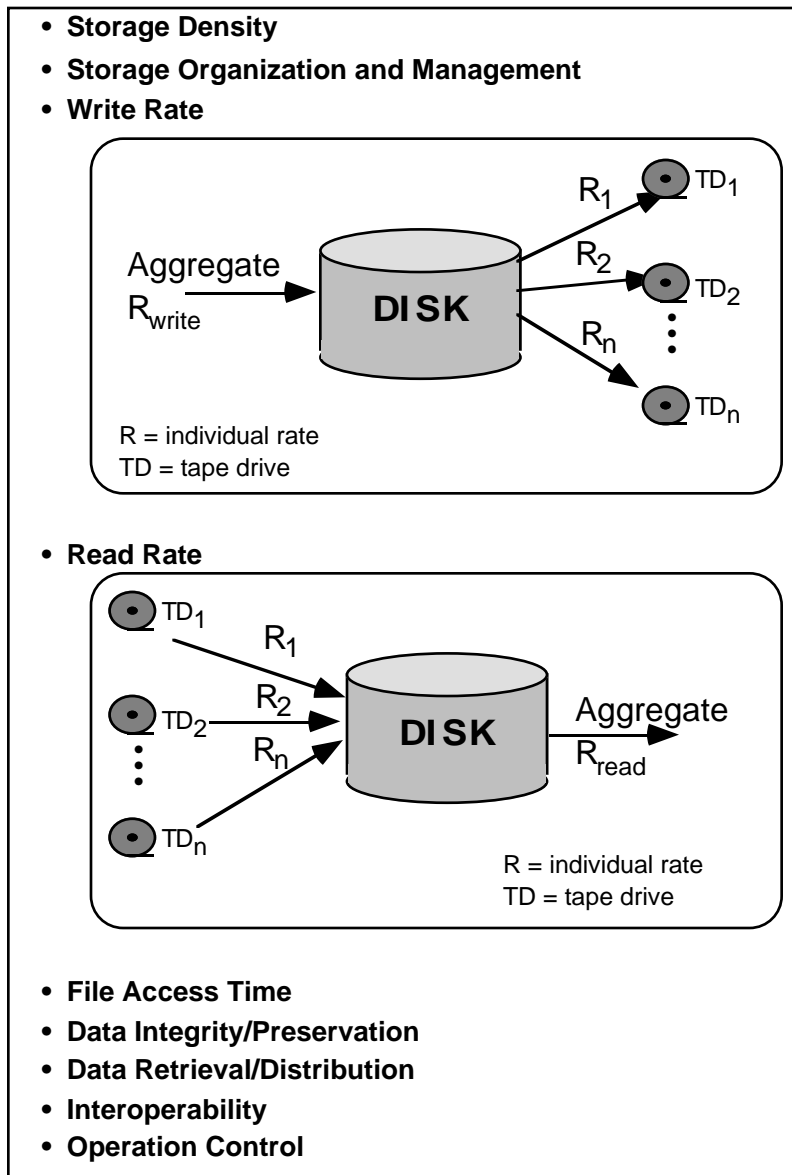 • Storage Density
• Storage Organization and Management
• Write Rate
R1
TD1
Aggregate
Rwrite
DISK
R2
TD2
Rn
TDn
R = individual rate
TD = tape drive
• Read Rate
TD1
R1
TD2
R2
DISK
Aggregate
Rread
Rn
TDn
R = individual rate
TD = tape drive
• File Access Time
• Data Integrity/Preservation
• Data Retrieval/Distribution
• Interoperability
• Operation Control